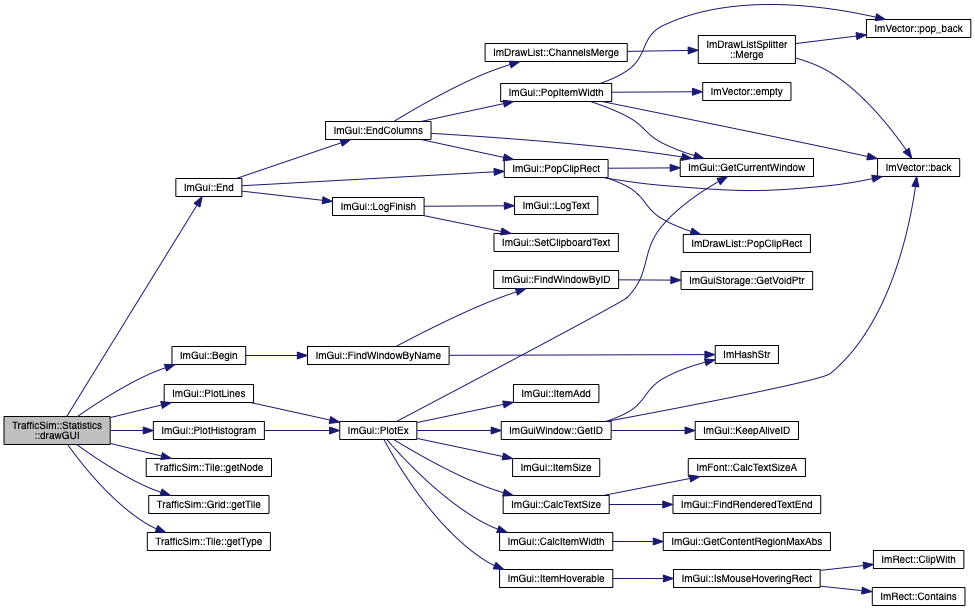 ImVector::pop_back
ImDrawList::ChannelsMerge
ImDrawListSplitter
::Merge
ImGui::PopItemWidth
ImVector::empty
ImGui::EndColumns
ImGui::PopClipRect
ImGui::GetCurrentWindow
ImVector::back
ImGui::End
ImGui::LogFinish
ImGui::LogText
ImGui::SetClipboardText
ImDrawList::PopClipRect
ImGui::FindWindowByID
ImGuiStorage::GetVoidPtr
ImGui::Begin
ImGui::FindWindowByName
ImHashStr
ImGui::PlotLines
ImGui::ItemAdd
TrafficSim::Statistics
::drawGUI
ImGui::PlotHistogram
ImGui::PlotEx
ImGuiWindow::GetID
ImGui::KeepAliveID
TrafficSim::Tile::getNode
ImGui::ItemSize
ImFont::CalcTextSizeA
TrafficSim::Grid::getTile
ImGui::CalcTextSize
ImGui::FindRenderedTextEnd
TrafficSim::Tile::getType
ImGui::CalcItemWidth
ImGui::GetContentRegionMaxAbs
ImRect::ClipWith
ImGui::ItemHoverable
ImGui::IsMouseHoveringRect
ImRect::Contains